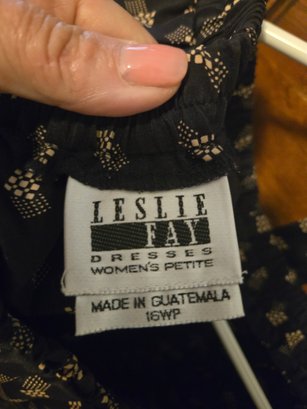 LESLIE
FAY
DRESSES
WOMEN'S PETITE
MADE IN GUATEMALA
16WP